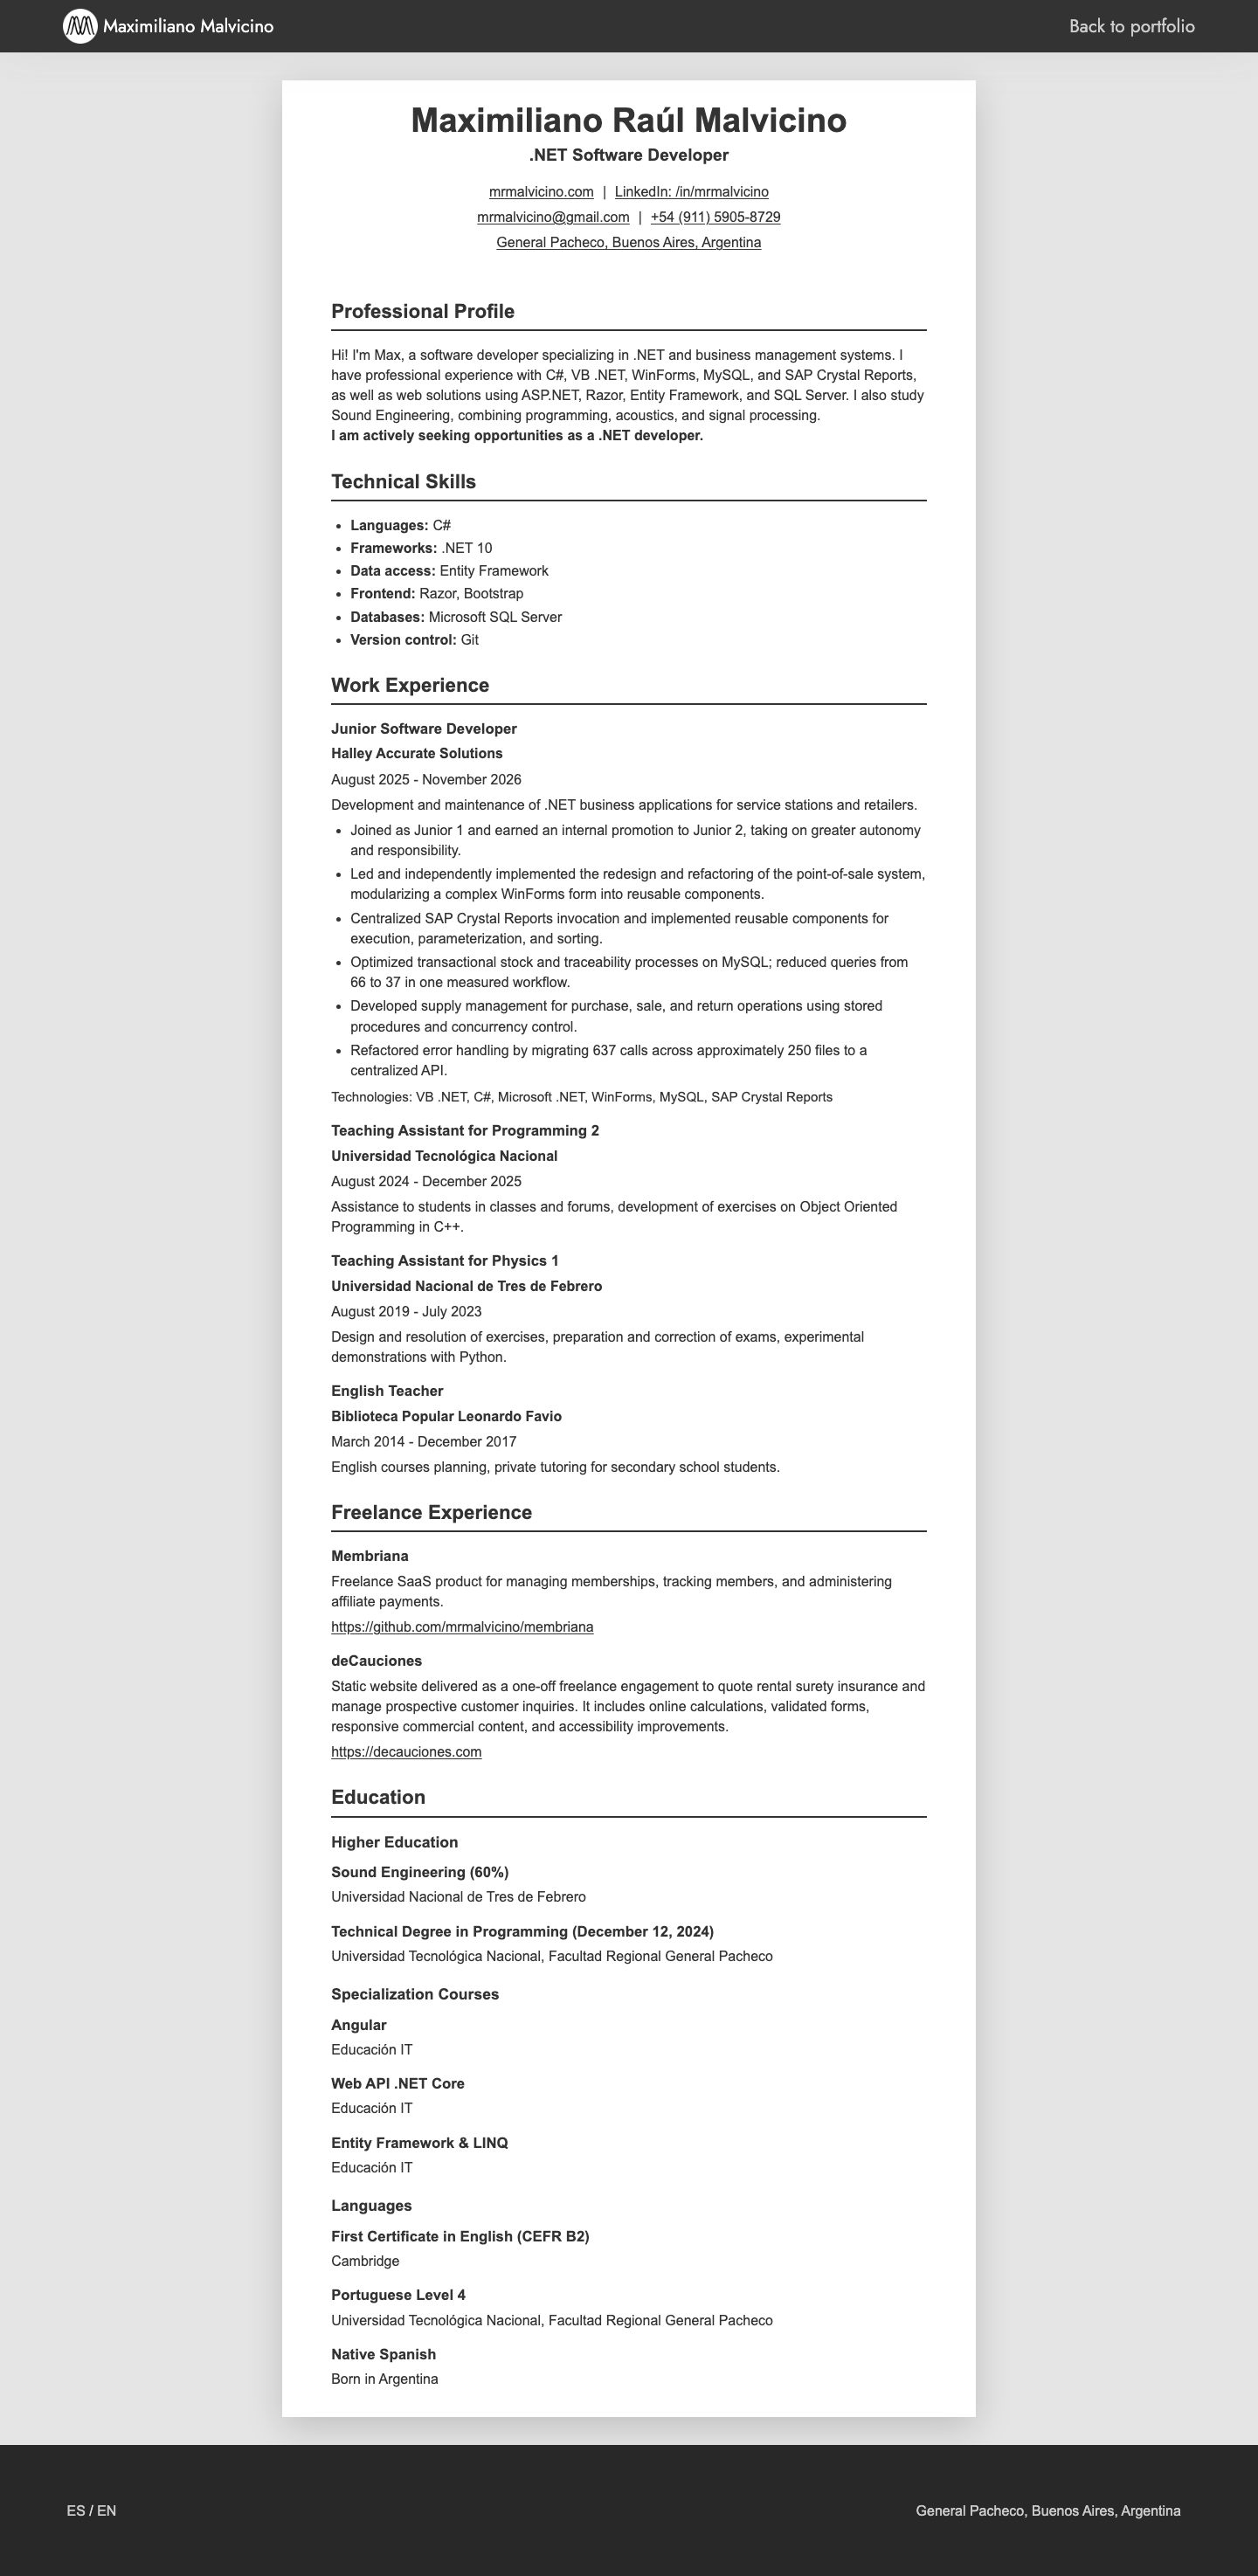 Maximiliano Malvicino
Back to portfolio
Maximiliano Raúl Malvicino
.NET Software Developer
mrmalvicino.com | LinkedIn: /in/mrmalvicino
mrmalvicino@gmail.com | +54 (911) 5905-8729
General Pacheco, Buenos Aires, Argentina
Professional Profile
Hi! I'm Max, a software developer specializing in .NET and business management systems. I
have professional experience with C#, VB .NET, WinForms, MySQL, and SAP Crystal Reports,
as well as web solutions using ASP.NET, Razor, Entity Framework, and SQL Server. I also study
Sound Engineering, combining programming, acoustics, and signal processing.
I am actively seeking opportunities as a .NET developer.
Technical Skills
• Languages: C#
• Frameworks: .NET 10
• Data access: Entity Framework
• Frontend: Razor, Bootstrap
• Databases: Microsoft SQL Server
• Version control: Git
Work Experience
Junior Software Developer
Halley Accurate Solutions
August 2025 - November 2026
Development and maintenance of .NET business applications for service stations and retailers.
• Joined as Junior 1 and earned an internal promotion to Junior 2, taking on greater autonomy
and responsibility.
• Led and independently implemented the redesign and refactoring of the point-of-sale system,
modularizing a complex WinForms form into reusable components.
• Centralized SAP Crystal Reports invocation and implemented reusable components for
execution, parameterization, and sorting.
• Optimized transactional stock and traceability processes on MySQL; reduced queries from
66 to 37 in one measured workflow.
• Developed supply management for purchase, sale, and return operations using stored
procedures and concurrency control.
• Refactored error handling by migrating 637 calls across approximately 250 files to a
centralized API.
Technologies: VB .NET, C#, Microsoft .NET, WinForms, MySQL, SAP Crystal Reports
Teaching Assistant for Programming 2
Universidad Tecnológica Nacional
August 2024 - December 2025
Assistance to students in classes and forums, development of exercises on Object Oriented
Programming in C++.
Teaching Assistant for Physics 1
Universidad Nacional de Tres de Febrero
August 2019 - July 2023
Design and resolution of exercises, preparation and correction of exams, experimental
demonstrations with Python.
English Teacher
Biblioteca Popular Leonardo Favio
March 2014 - December 2017
English courses planning, private tutoring for secondary school students.
Freelance Experience
Membriana
Freelance SaaS product for managing memberships, tracking members, and administering
affiliate payments.
https://github.com/mrmalvicino/membriana
deCauciones
Static website delivered as a one-off freelance engagement to quote rental surety insurance and
manage prospective customer inquiries. It includes online calculations, validated forms,
responsive commercial content, and accessibility improvements.
https://decauciones.com
Education
Higher Education
Sound Engineering (60%)
Universidad Nacional de Tres de Febrero
Technical Degree in Programming (December 12, 2024)
Universidad Tecnológica Nacional, Facultad Regional General Pacheco
Specialization Courses
Angular
Educación IT
Web API .NET Core
Educación IT
Entity Framework & LINQ
Educación IT
Languages
First Certificate in English (CEFR B2)
Cambridge
Portuguese Level 4
Universidad Tecnológica Nacional, Facultad Regional General Pacheco
Native Spanish
Born in Argentina
ES / EN
General Pacheco, Buenos Aires, Argentina